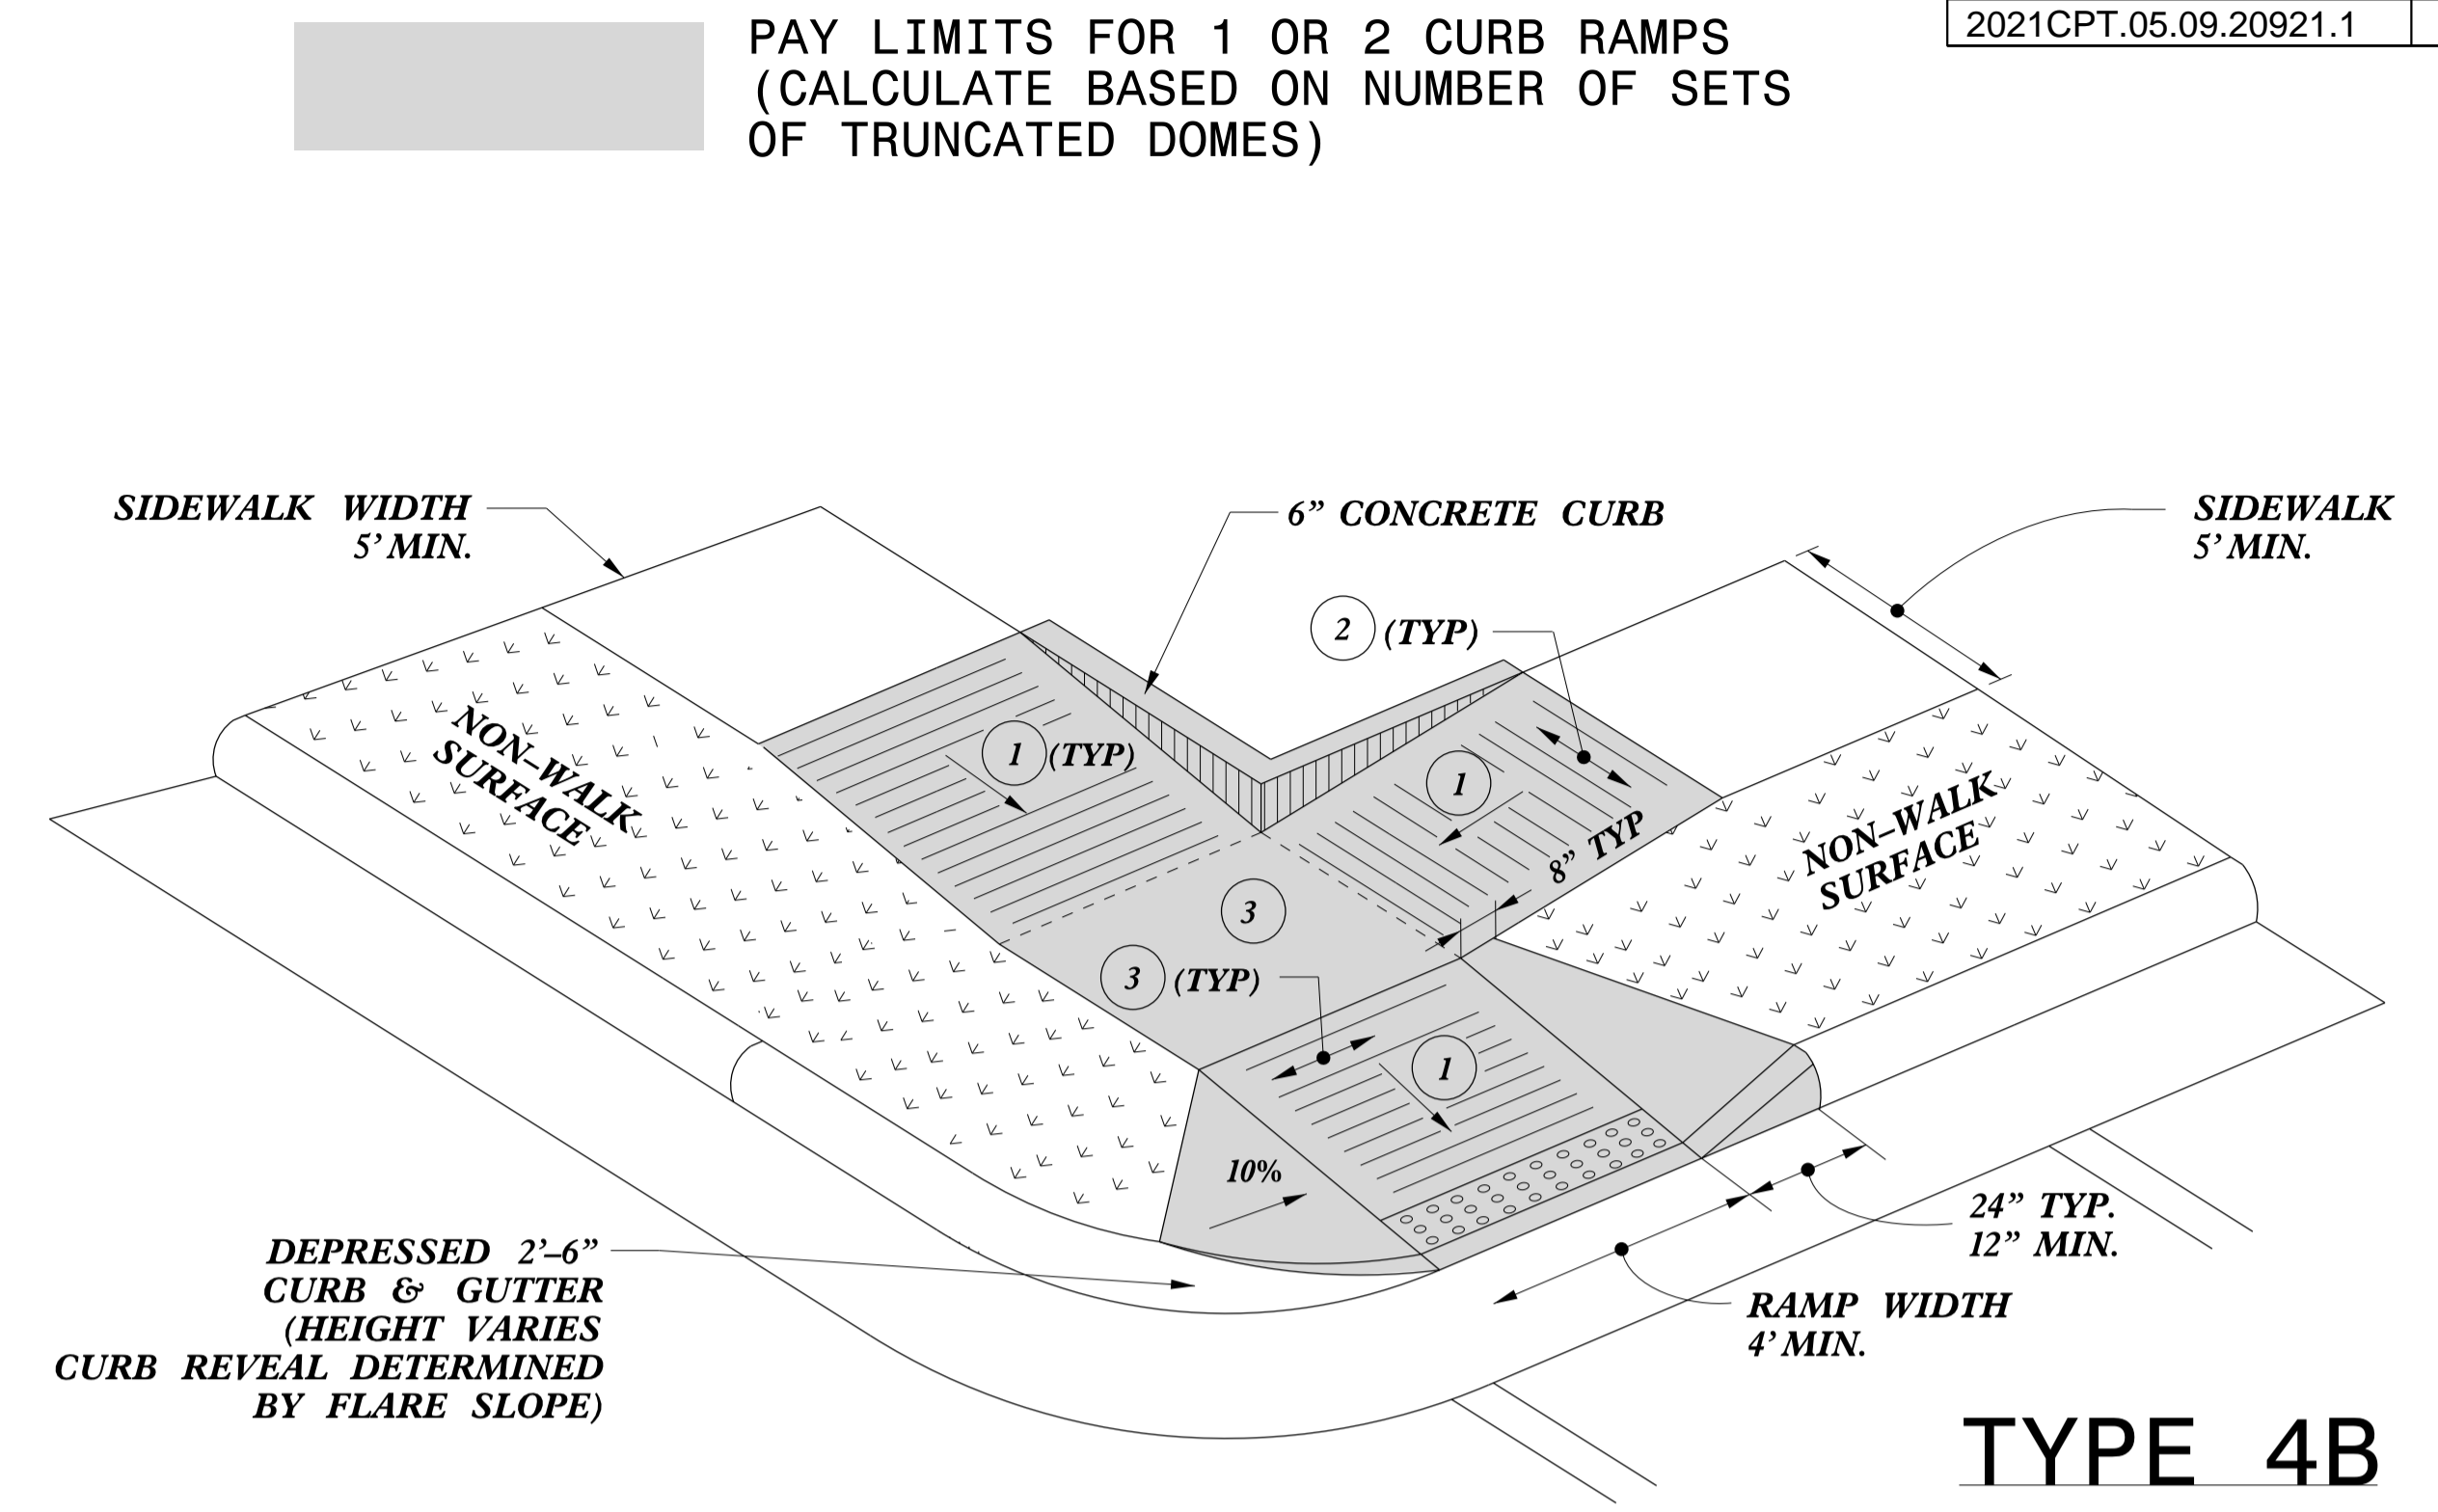 PAY LIMITS FOR 1 OR 2 CURB RAMPS
(CALCULATE BASED ON NUMBER OF SETS
OF TRUNCATED DOMES)
2021CPT.05.09.20921.1
SIDEWALK WIDTH
5' MIN.
6” CONCRETE CURB
SIDEWALK
5' MIN.
2 (TYP)
NON–WALK
SURFACE
1 (TYP)
1
8” TYP
NON–WALK
SURFACE
3
3 (TYP)
1
10%
24” TYP.
12” MIN.
DEPRESSED 2'–6”
CURB & GUTTER
(HEIGHT VARIES
CURB REVEAL DETERMINED
BY FLARE SLOPE)
RAMP WIDTH
4' MIN.
TYPE 4B